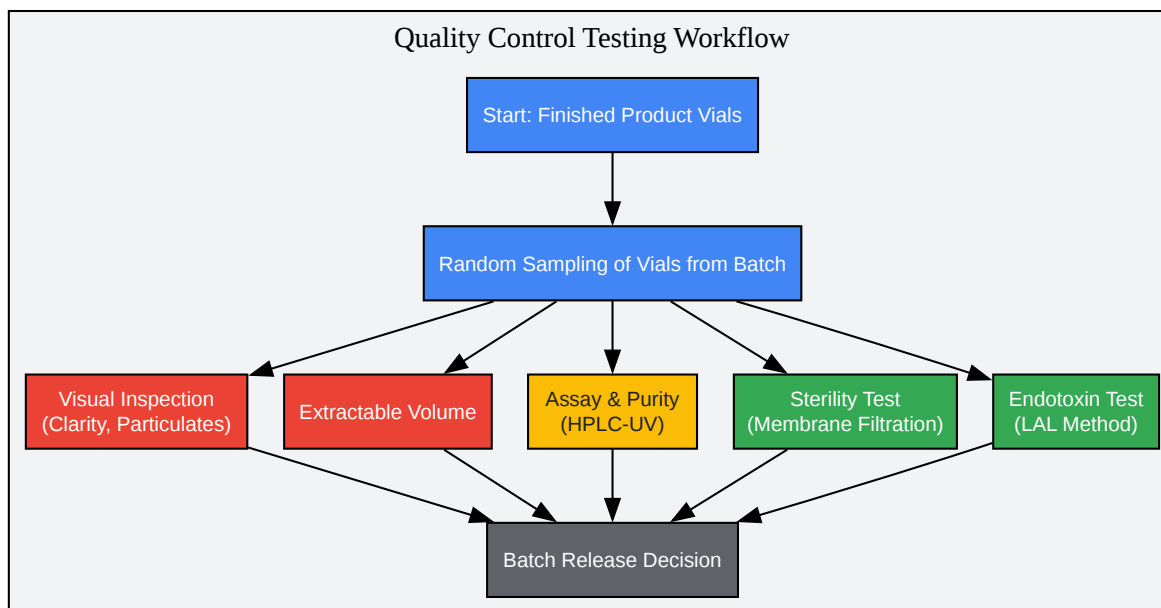 Quality Control Testing Workflow
Start: Finished Product Vials
Random Sampling of Vials from Batch
Visual Inspection
(Clarity, Particulates)
Extractable Volume
Assay & Purity
(HPLC-UV)
Sterility Test
(Membrane Filtration)
Endotoxin Test
(LAL Method)
Batch Release Decision